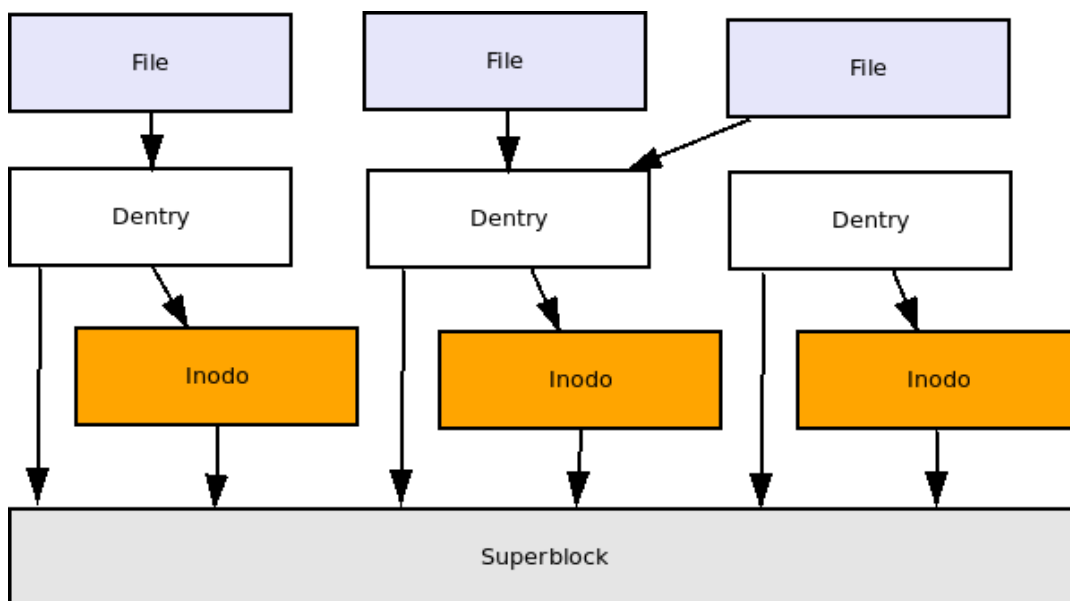 File
File
File
Dentry
Dentry
Dentry
Inodo
Inodo
Inodo
Superblock